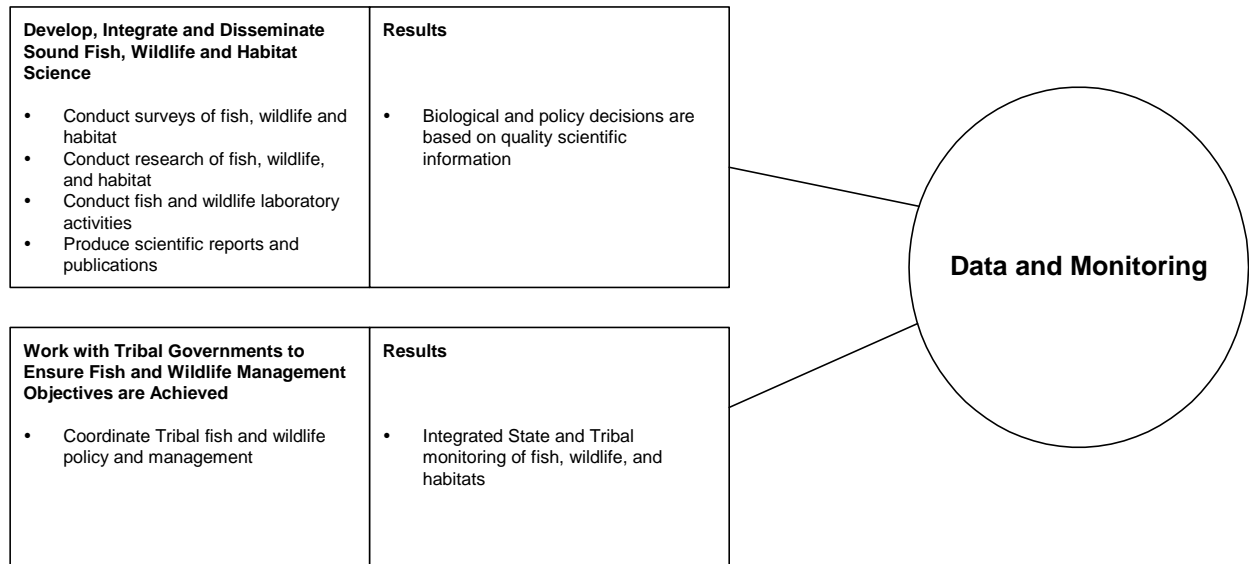 Develop, Integrate and Disseminate
Sound Fish, Wildlife and Habitat
Science
• Conduct surveys of fish, wildlife and
habitat
• Conduct research of fish, wildlife,
and habitat
• Conduct fish and wildlife laboratory
activities
• Produce scientific reports and
publications
Results
• Biological and policy decisions are
based on quality scientific
information
Work with Tribal Governments to
Ensure Fish and Wildlife Management
Objectives are Achieved
• Coordinate Tribal fish and wildlife
policy and management
Results
• Integrated State and Tribal
monitoring of fish, wildlife, and
habitats
Data and Monitoring